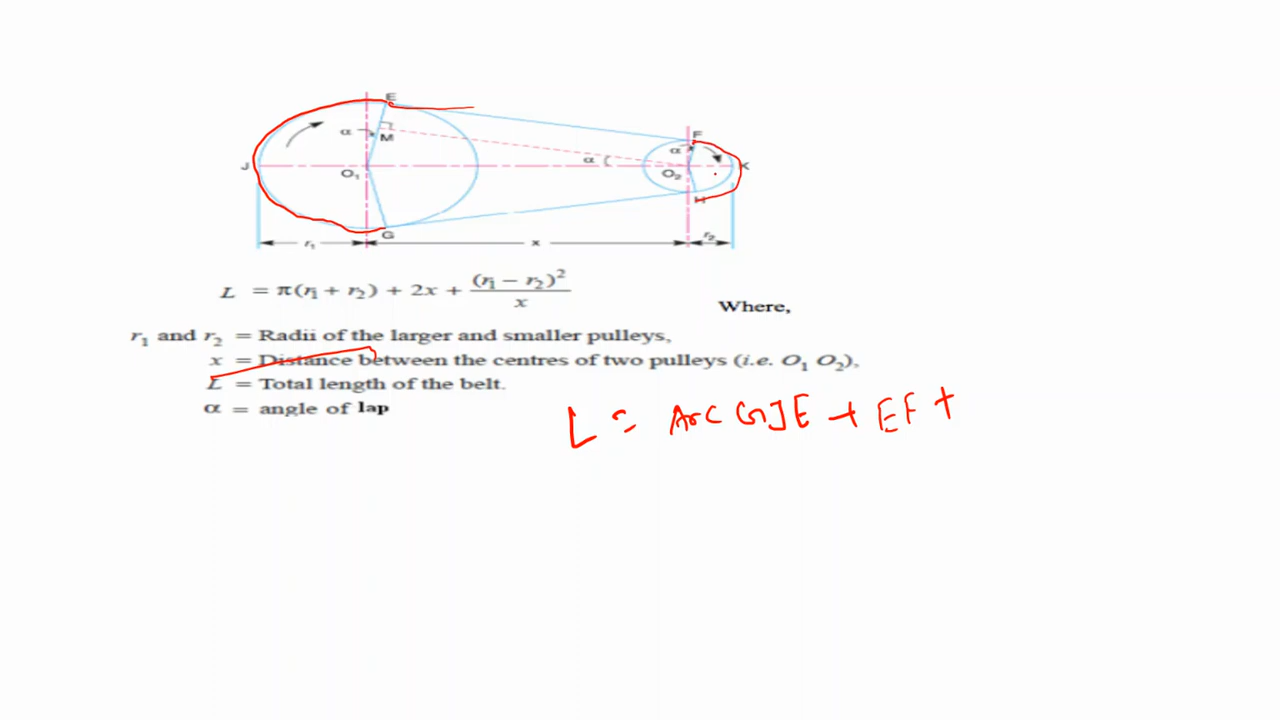 E
α
M
F
α
α
J
O₁
O₂
K
H
G
r₁
x
r₂
L = π(r₁ + r₂) + 2x + (r₁ − r₂)² / x
Where,
r₁ and r₂ = Radii of the larger and smaller pulleys,
x = Distance between the centres of two pulleys (i.e. O₁ O₂),
L = Total length of the belt.
α = angle of lap
L = Arc GJE + EF +